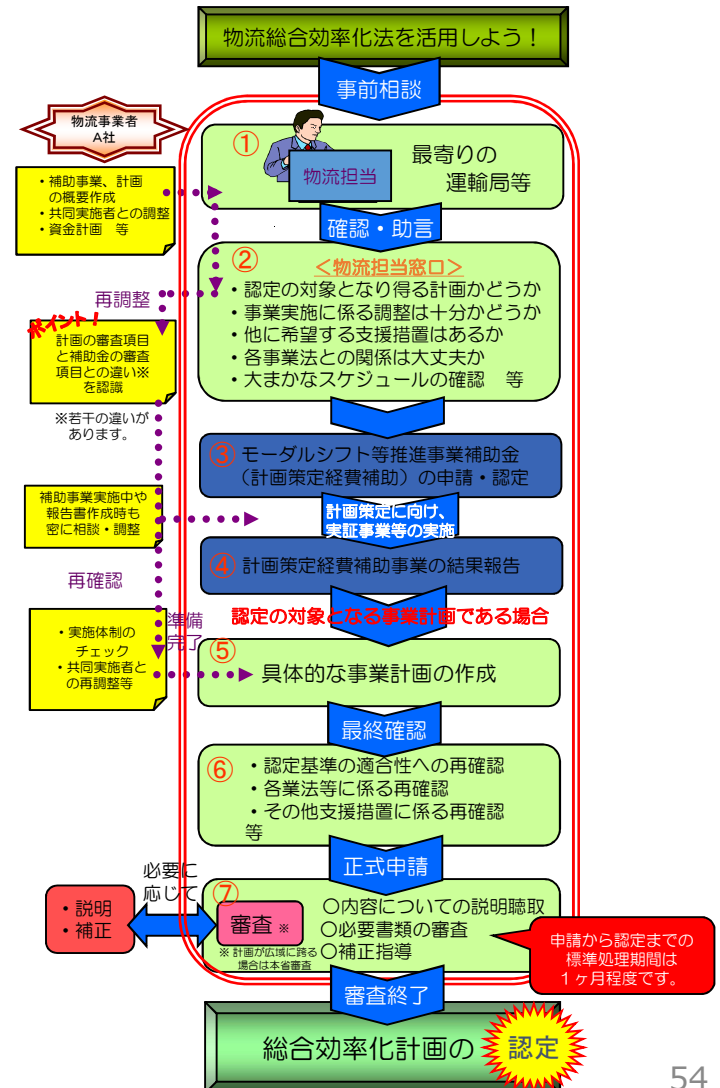 物流総合効率化法を活用しよう！
事前相談
物流事業者
A社
①
物流担当
最寄りの
運輸局等
・補助事業、計画
の概要作成
・共同実施者との調整
・資金計画　等
確認・助言
②
＜物流担当窓口＞
・認定の対象となり得る計画かどうか
・事業実施に係る調整は十分かどうか
・他に希望する支援措置はあるか
・各事業法との関係は大丈夫か
・大まかなスケジュールの確認　等
再調整
ポイント！
計画の審査項目
と補助金の審査
項目との違い※
を認識
※若干の違いが
あります。
③ モーダルシフト等推進事業補助金
（計画策定経費補助）の申請・認定
補助事業実施中や
報告書作成時も
密に相談・調整
計画策定に向け、
実証事業等の実施
④ 計画策定経費補助事業の結果報告
再確認
認定の対象となる事業計画である場合
準備
完了
・実施体制の
チェック
・共同実施者と
の再調整等
⑤
具体的な事業計画の作成
最終確認
⑥
・認定基準の適合性への再確認
・各業法等に係る再確認
・その他支援措置に係る再確認
等
正式申請
必要に
応じて
・説明
・補正
⑦
審査 ※
※ 計画が広域に跨る
場合は本省審査
○内容についての説明聴取
○必要書類の審査
○補正指導
申請から認定までの
標準処理期間は
１ヶ月程度です。
審査終了
総合効率化計画の 認定
54